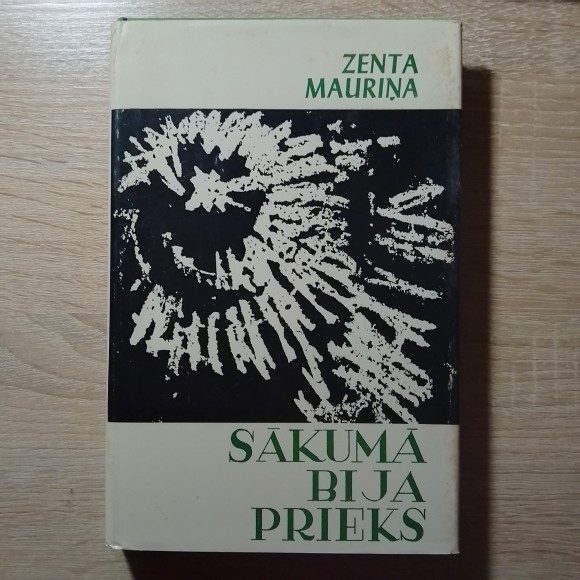 ZENTA
MAURIŅA
SĀKUMĀ
BIJA
PRIEKS